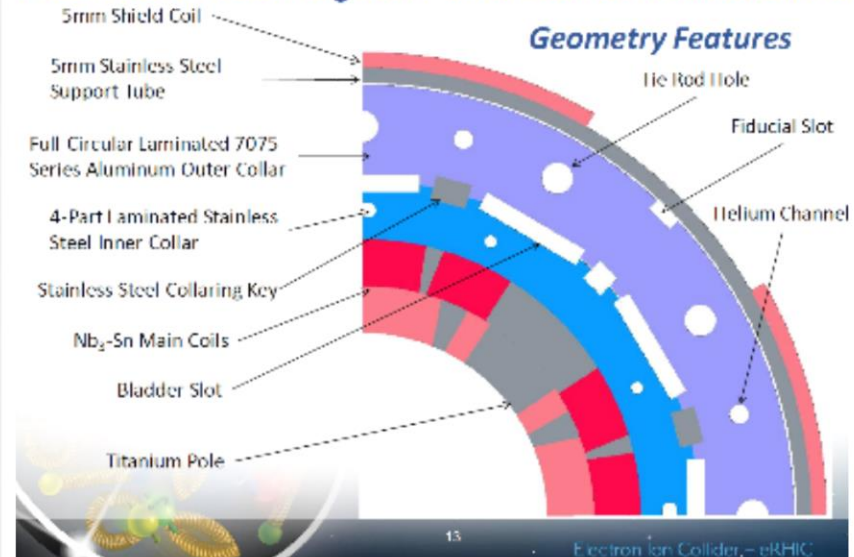 5mm Shield Coil
Geometry Features
5mm Stainless Steel
Support Tube
Tie Rod Hole
Fiducial Slot
Full Circular Laminated 7075
Series Aluminum Outer Collar
Helium Channel
4-Part Laminated Stainless
Steel Inner Collar
Stainless Steel Collaring Key
Nb₃-Sn Main Coils
Bladder Slot
Titanium Pole
13
Electron Ion Collider – eRHIC